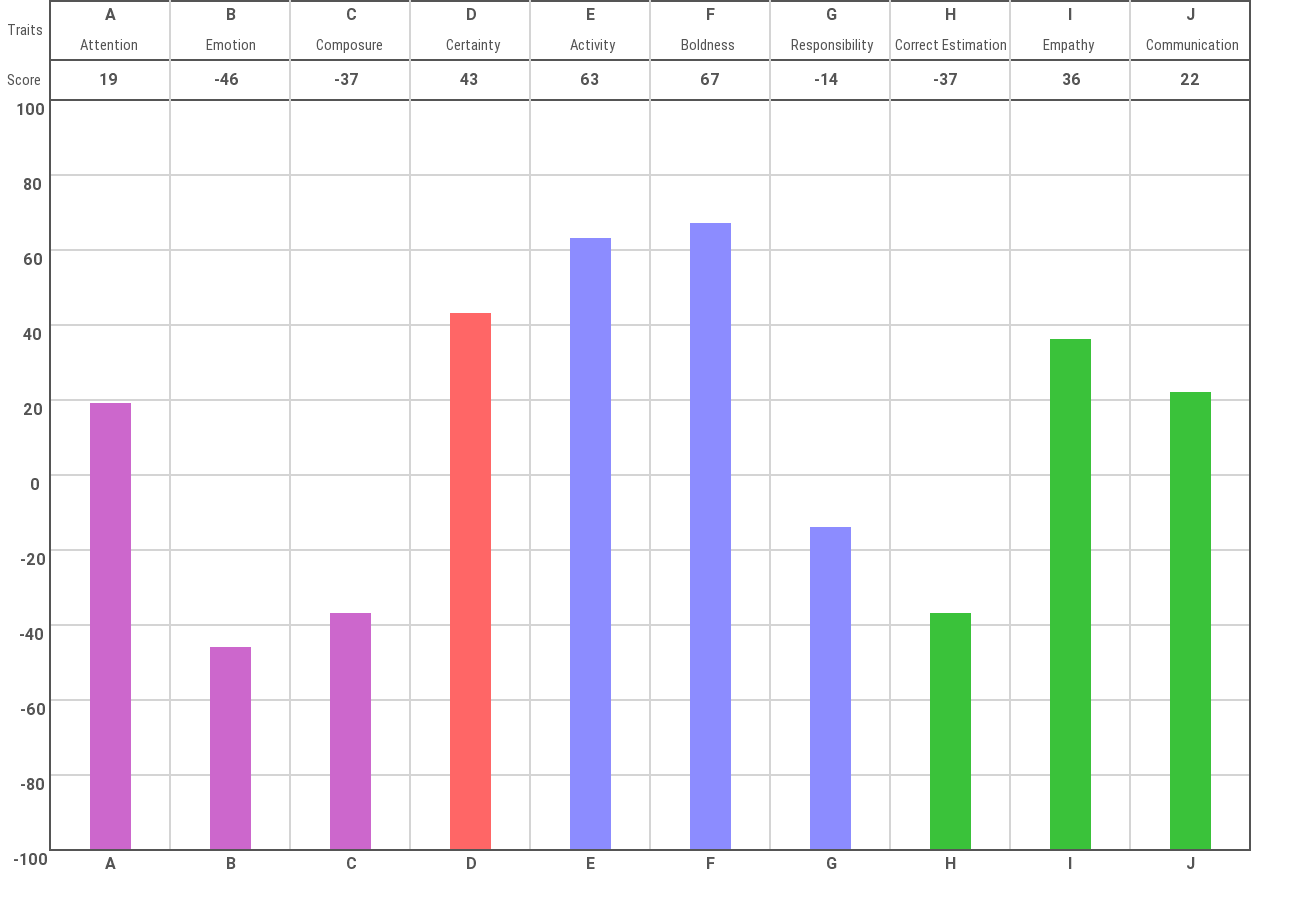 A B C D E F G H I J
Traits
Attention Emotion Composure Certainty Activity Boldness Responsibility Correct Estimation Empathy Communication
Score 19 -46 -37 43 63 67 -14 -37 36 22
100
80
60
40
20
0
-20
-40
-60
-80
-100
A B C D E F G H I J